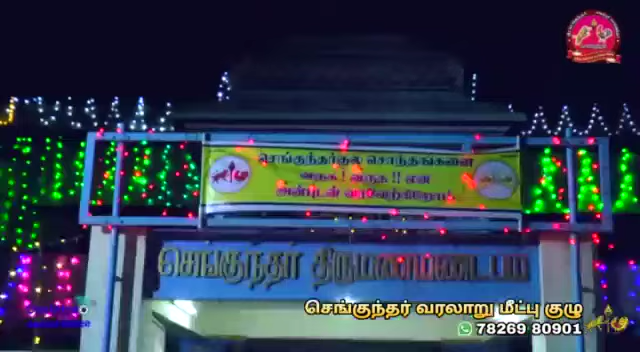 செங்குந்தர்குல சொந்தங்களை
வருக ! வருக !! என
அன்புடன் வரவேற்கிறோம்
செங்குந்தர் திருமணமண்டபம்
செங்குந்தர் வரலாறு மீட்பு குழு
78269 80901